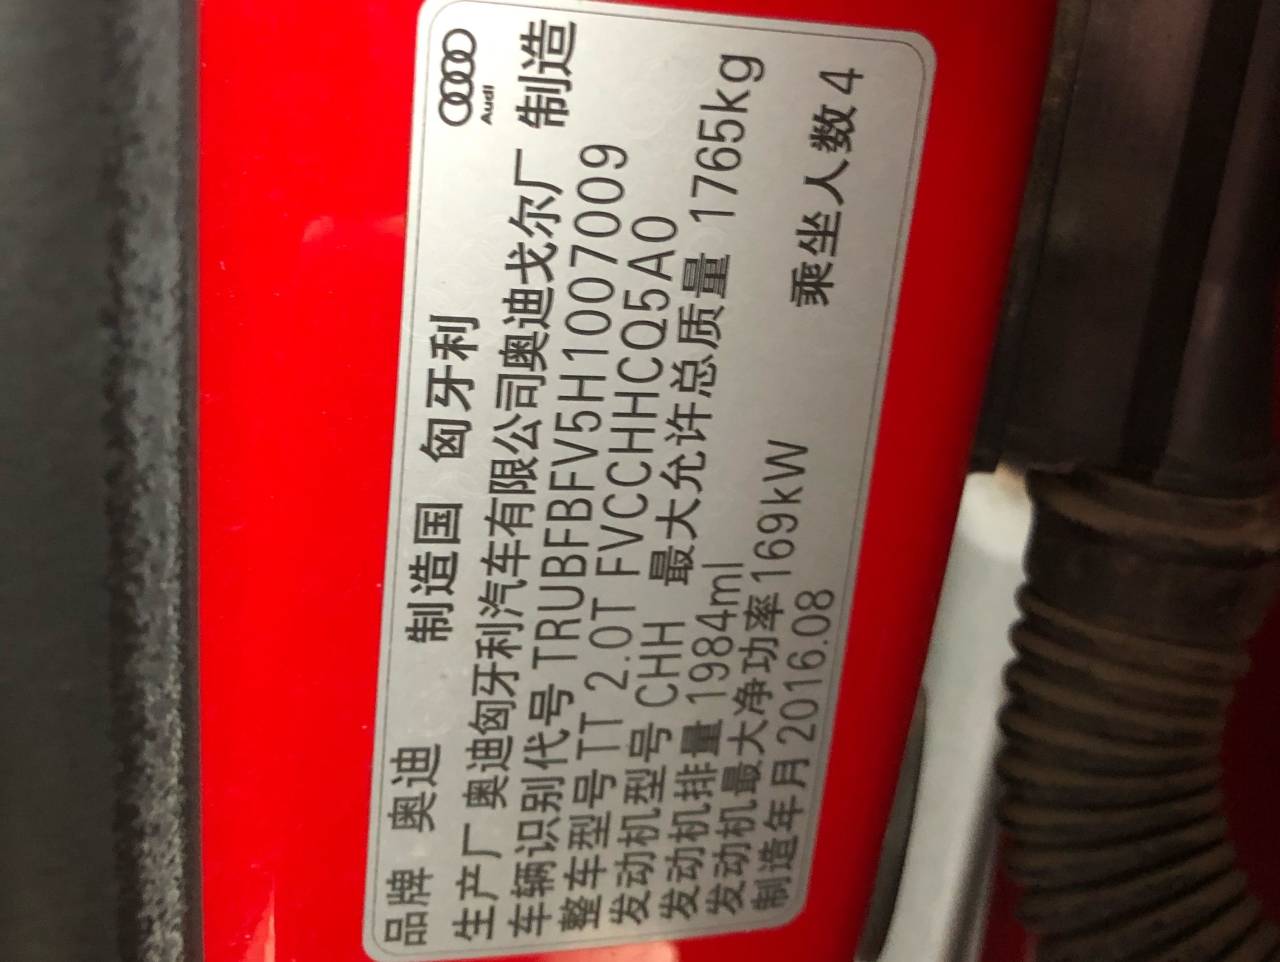 Audi
品牌 奥迪 制造国 匈牙利
生产厂 奥迪匈牙利汽车有限公司奥迪戈尔厂 制造
车辆识别代号 TRUBFBFV5H1007009
整车型号 TT 2.0T FVCCHHCQ5A0
发动机型号 CHH 最大允许总质量 1765kg
发动机排量 1984ml
发动机最大净功率 169kW 乘坐人数 4
制造年月 2016.08